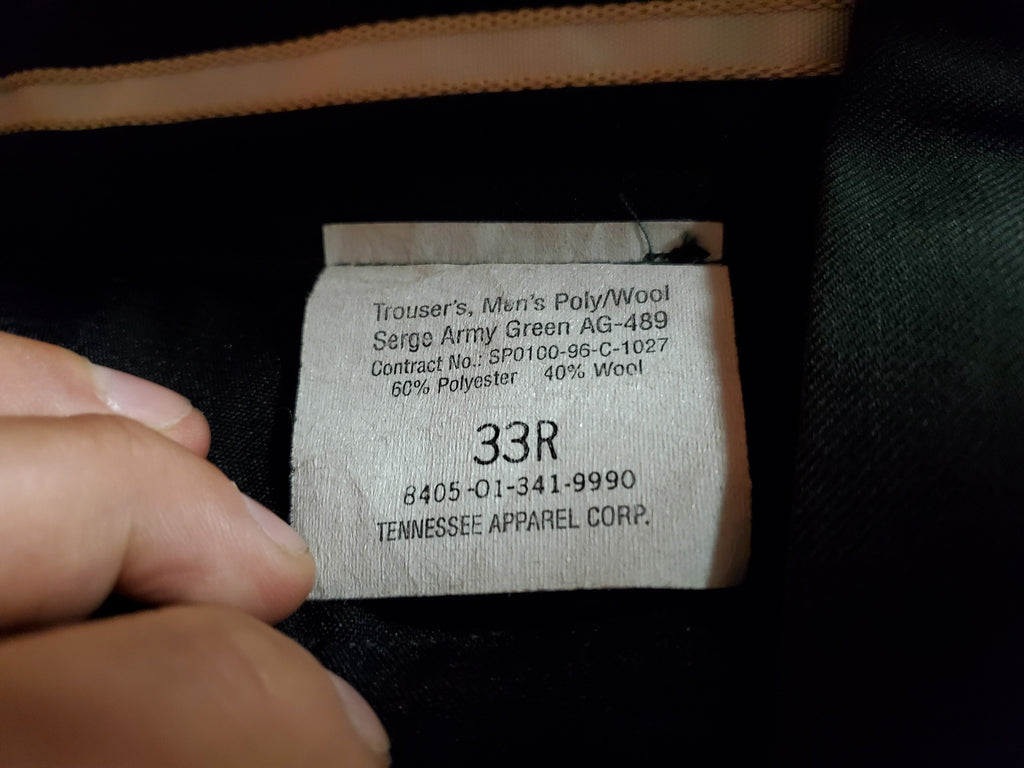 Trouser's, Men's Poly/Wool
Serge Army Green AG-489
Contract No.: SP0100-96-C-1027
60% Polyester 40% Wool
33R
8405-01-341-9990
TENNESSEE APPAREL CORP.